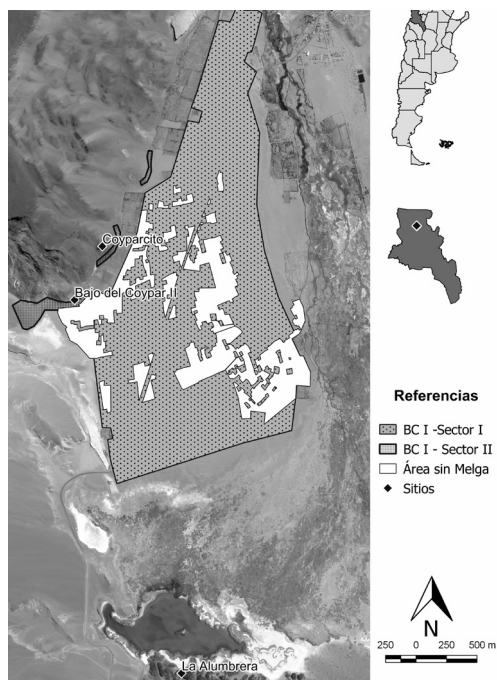 Coyparcito
Bajo del Coypar II
La Alumbrera
Referencias
BC I -Sector I
BC I - Sector II
Área sin Melga
Sitios
N
250 0 250 500 m